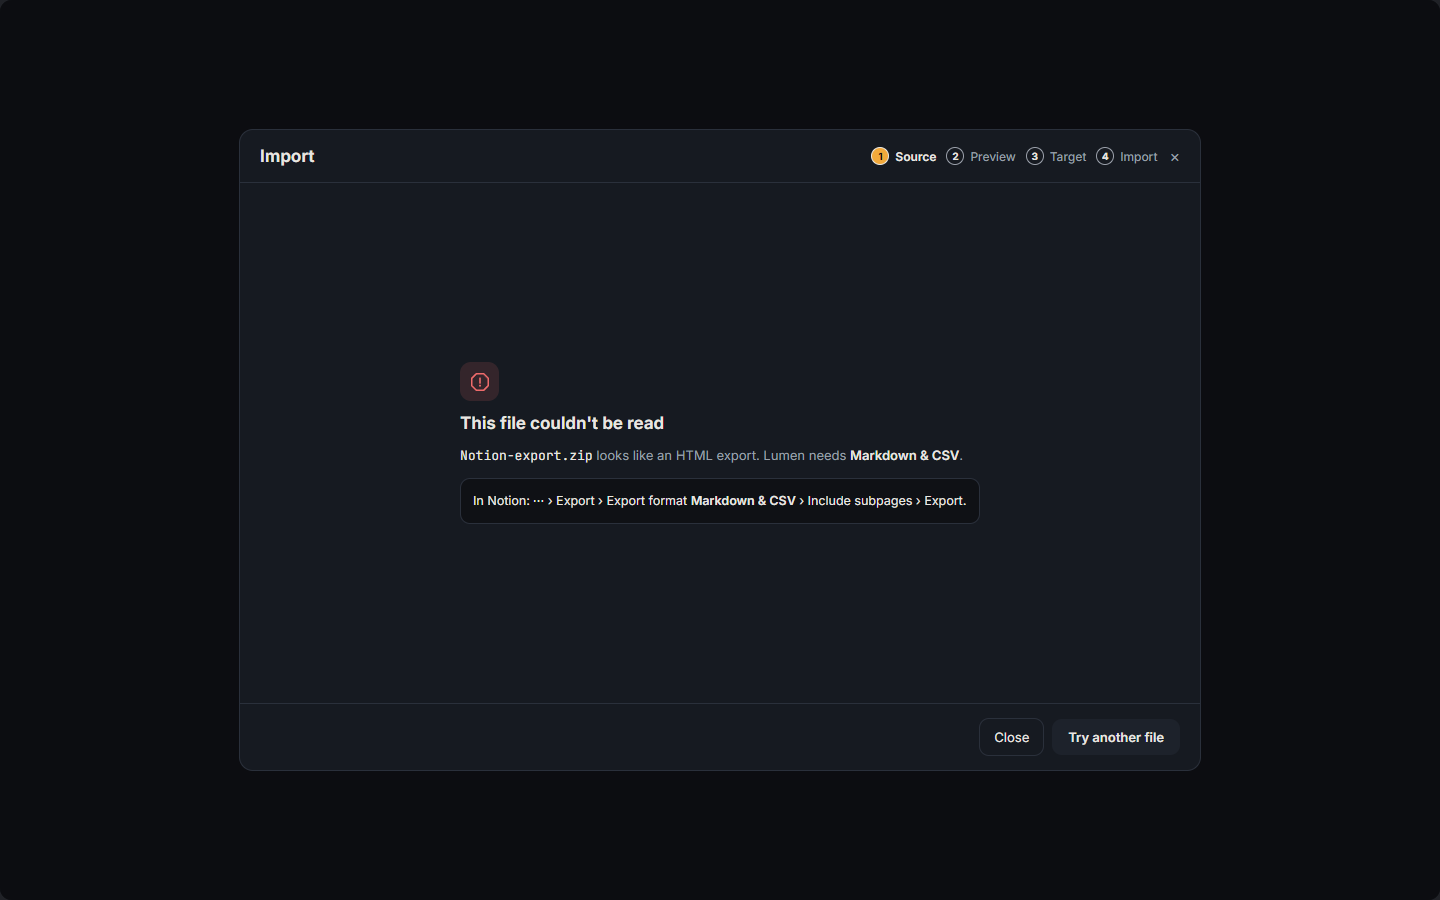 Import
1 Source 2 Preview 3 Target 4 Import ×
This file couldn't be read
Notion-export.zip looks like an HTML export. Lumen needs Markdown & CSV.
In Notion: ··· › Export › Export format Markdown & CSV › Include subpages › Export.
Close
Try another file